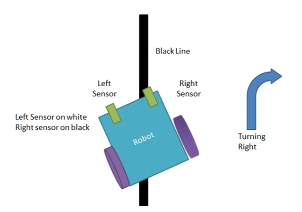 Black Line
Left
Sensor
Right
Sensor
Left Sensor on white
Right sensor on black
Robot
Turning
Right